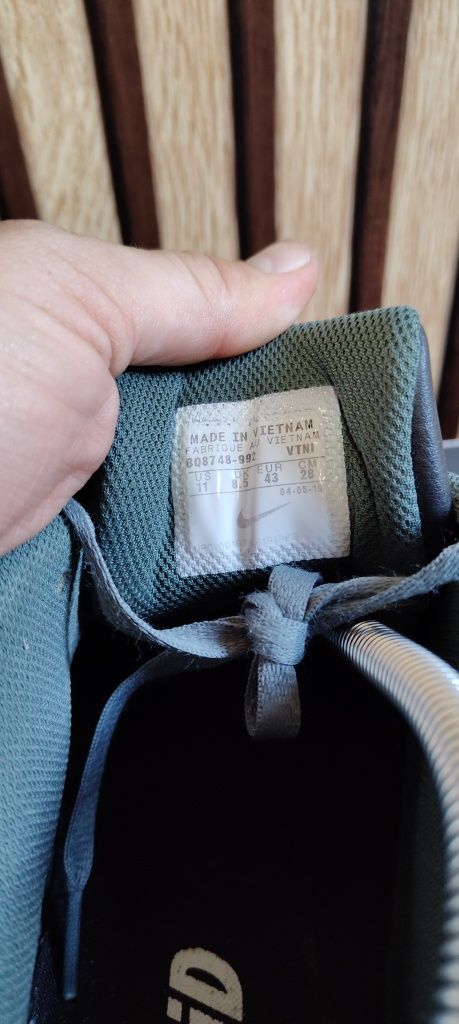 MADE IN VIETNAM
FABRIQUE AU VIETNAM
BQ8748-992 VTNI
US UK EUR CM
11 8.5 43 28
04-05-19
iD